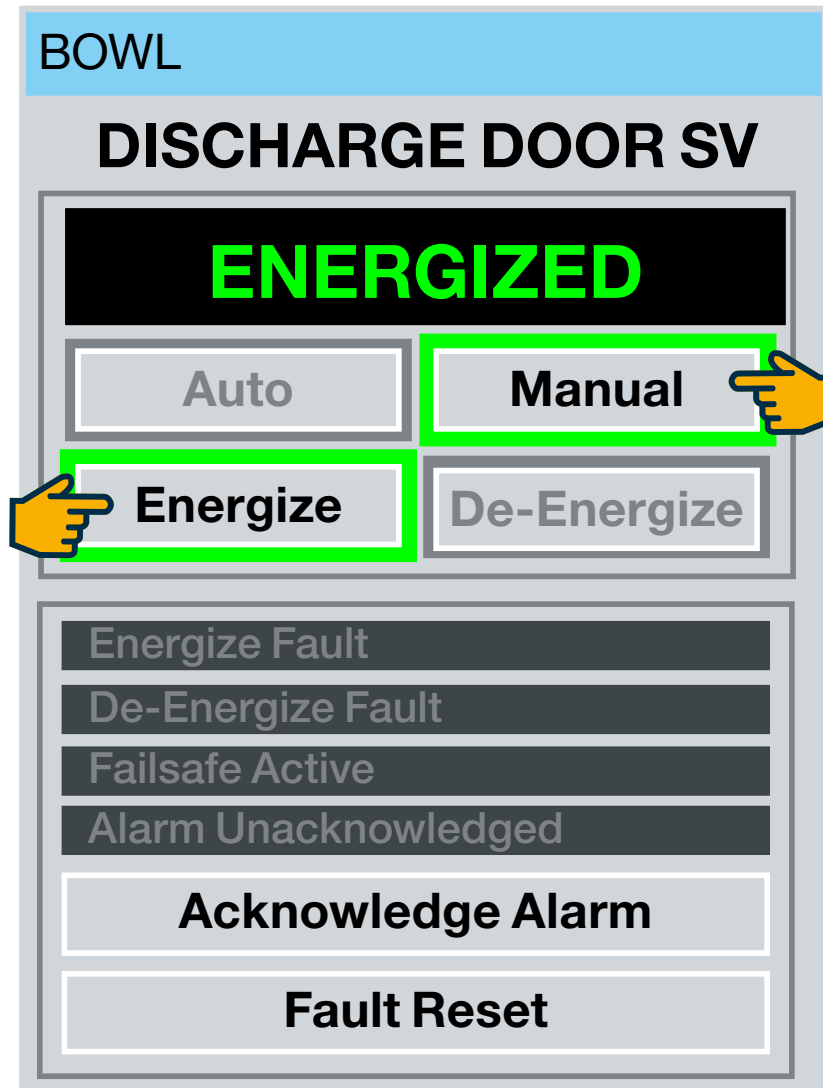 BOWL
DISCHARGE DOOR SV
ENERGIZED
Auto
Manual
Energize
De-Energize
Energize Fault
De-Energize Fault
Failsafe Active
Alarm Unacknowledged
Acknowledge Alarm
Fault Reset